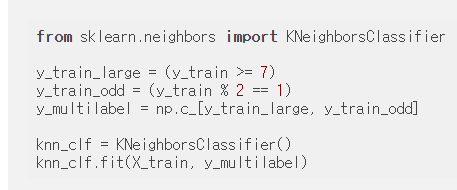 from sklearn.neighbors import KNeighborsClassifier
y_train_large = (y_train >= 7)
y_train_odd = (y_train % 2 == 1)
y_multilabel = np.c_[y_train_large, y_train_odd]
knn_clf = KNeighborsClassifier()
knn_clf.fit(X_train, y_multilabel)